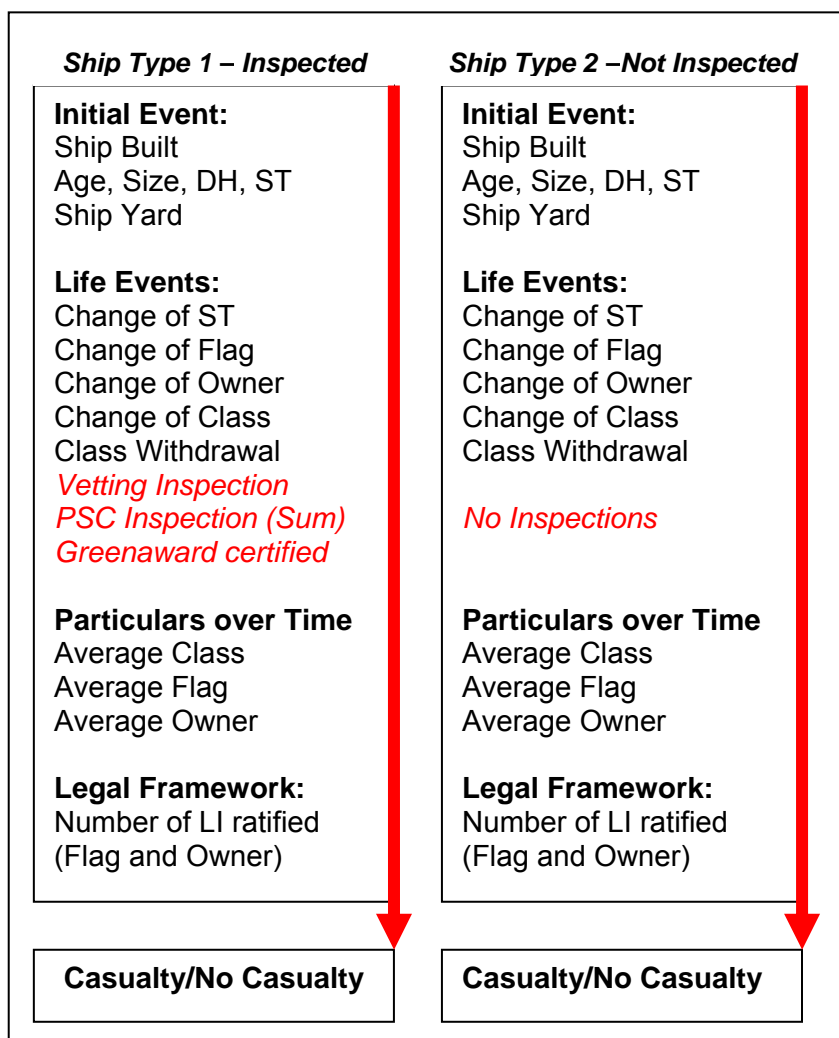 Ship Type 1 – Inspected
Initial Event:
Ship Built
Age, Size, DH, ST
Ship Yard
Life Events:
Change of ST
Change of Flag
Change of Owner
Change of Class
Class Withdrawal
Vetting Inspection
PSC Inspection (Sum)
Greenaward certified
Particulars over Time
Average Class
Average Flag
Average Owner
Legal Framework:
Number of LI ratified
(Flag and Owner)
Casualty/No Casualty
Ship Type 2 –Not Inspected
Initial Event:
Ship Built
Age, Size, DH, ST
Ship Yard
Life Events:
Change of ST
Change of Flag
Change of Owner
Change of Class
Class Withdrawal
No Inspections
Particulars over Time
Average Class
Average Flag
Average Owner
Legal Framework:
Number of LI ratified
(Flag and Owner)
Casualty/No Casualty